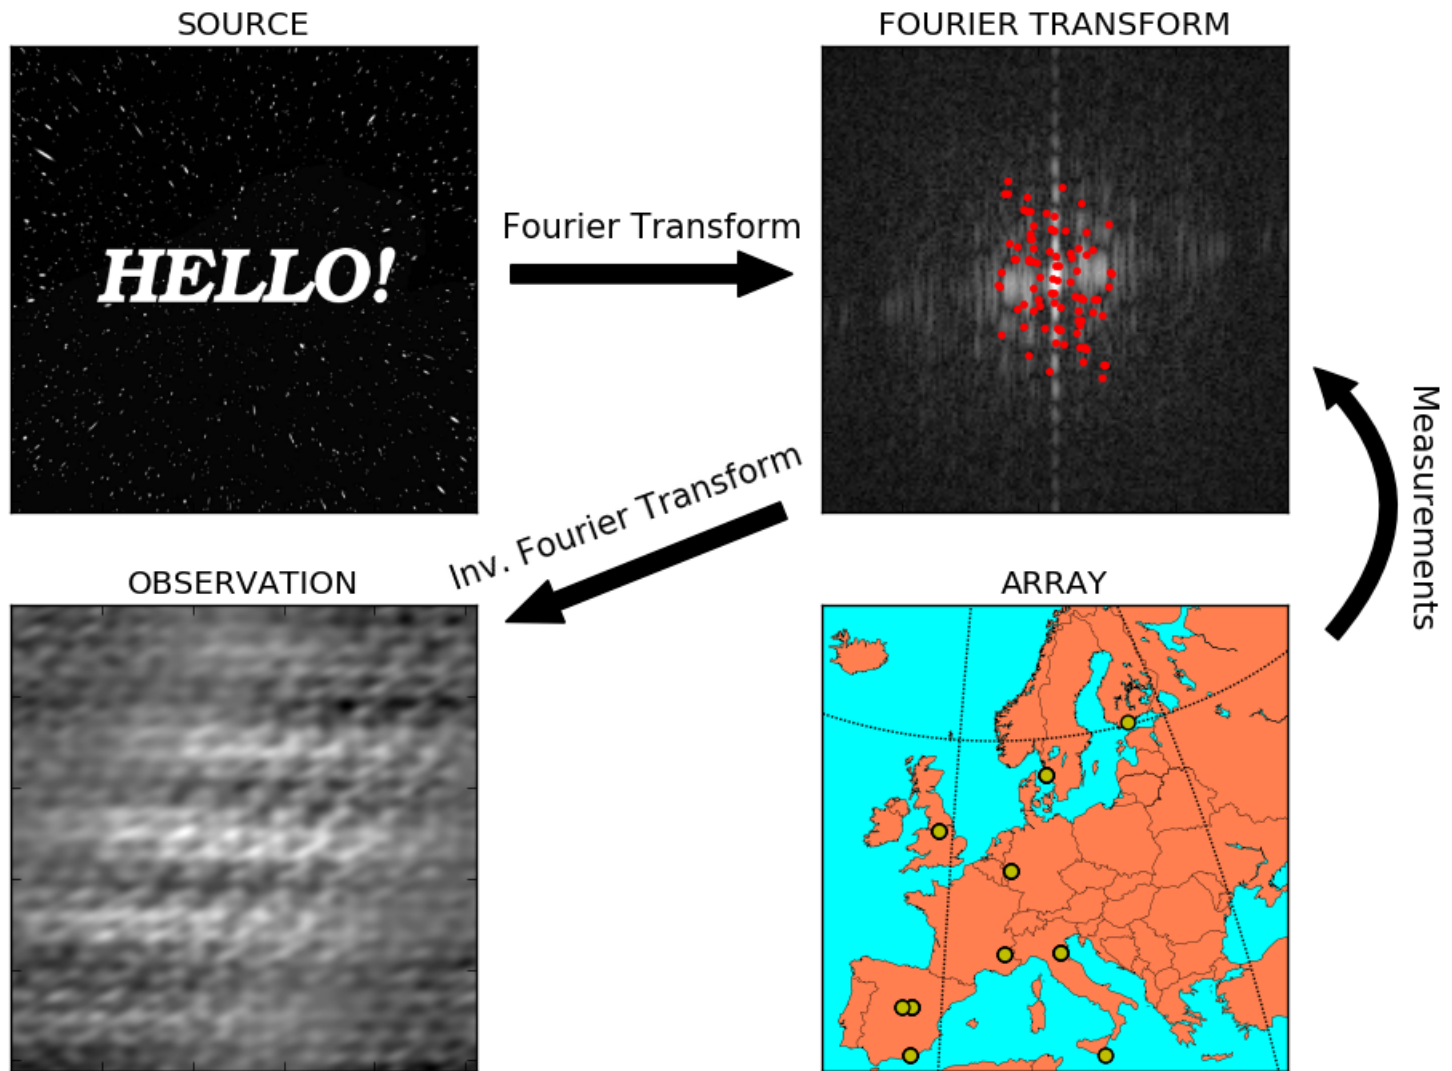 SOURCE
FOURIER TRANSFORM
HELLO!
Fourier Transform
Measurements
Inv. Fourier Transform
OBSERVATION
ARRAY